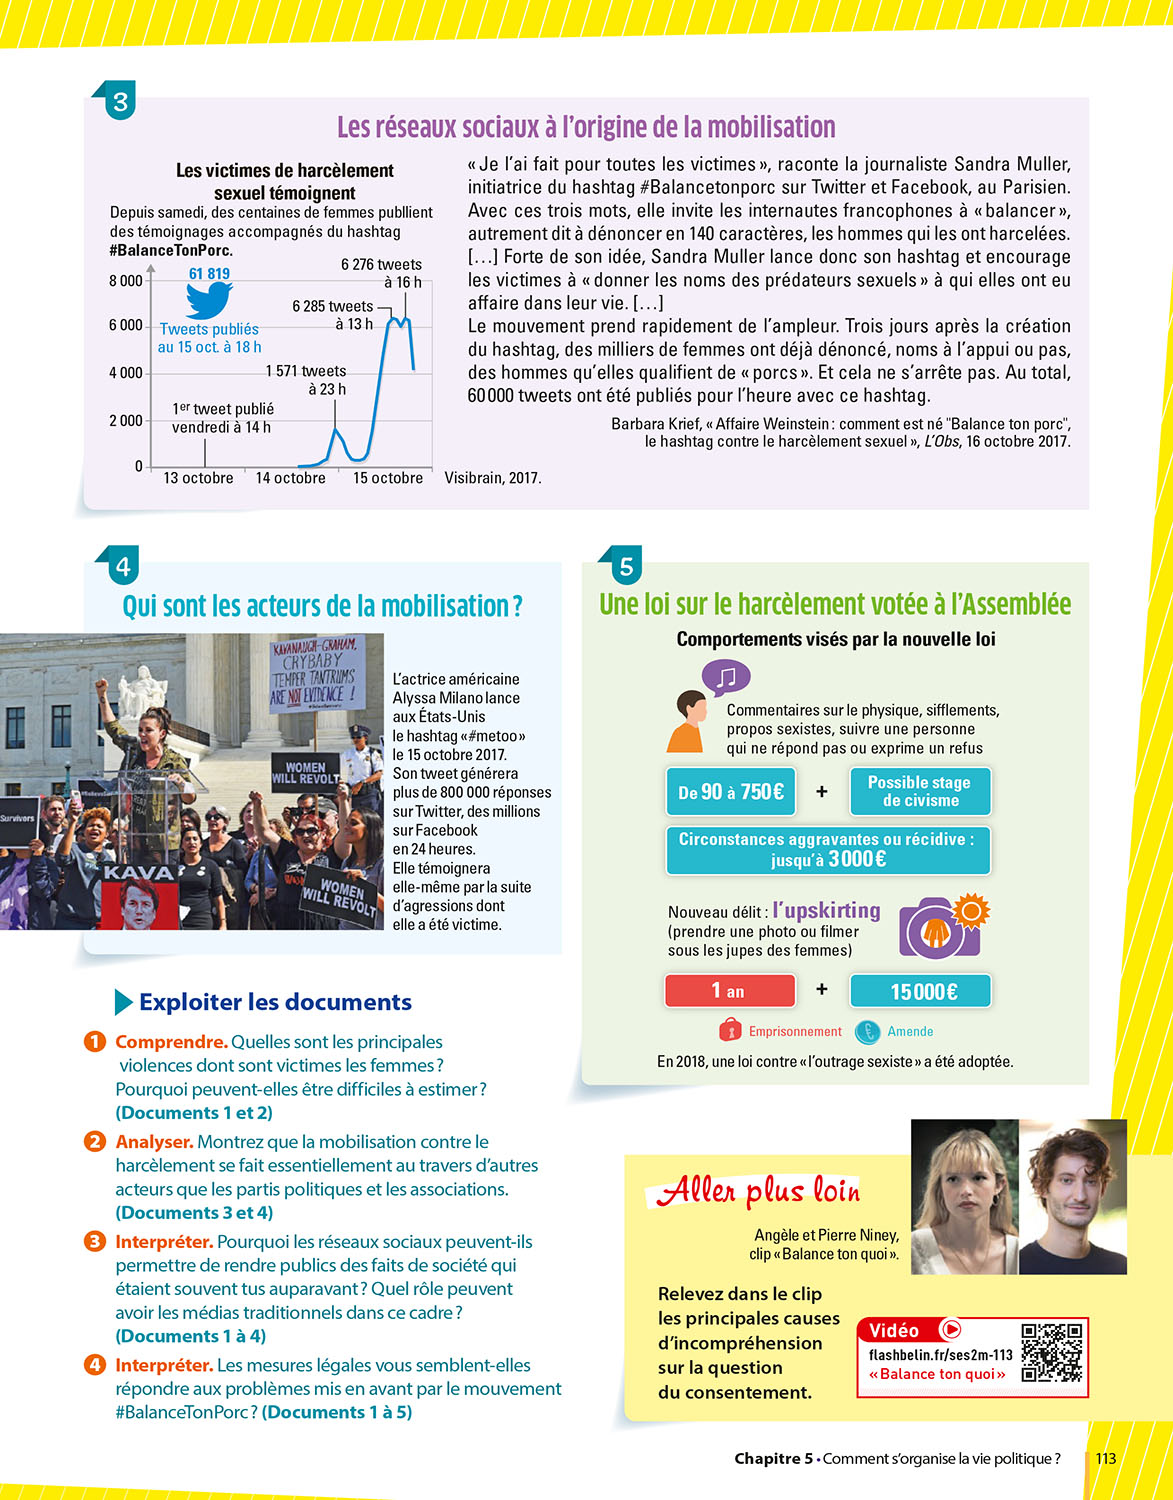 3
Les réseaux sociaux à l'origine de la mobilisation
Les victimes de harcèlement
sexuel témoignent
Depuis samedi, des centaines de femmes publlient
des témoignages accompagnés du hashtag
#BalanceTonPorc.
8 000
6 000
4 000
2 000
0
61 819
Tweets publiés
au 15 oct. à 18 h
6 276 tweets
à 16 h
6 285 tweets
à 13 h
1 571 tweets
à 23 h
1er tweet publié
vendredi à 14 h
13 octobre
14 octobre
15 octobre
Visibrain, 2017.
« Je l'ai fait pour toutes les victimes », raconte la journaliste Sandra Muller,
initiatrice du hashtag #Balancetonporc sur Twitter et Facebook, au Parisien.
Avec ces trois mots, elle invite les internautes francophones à « balancer »,
autrement dit à dénoncer en 140 caractères, les hommes qui les ont harcelées.
[…] Forte de son idée, Sandra Muller lance donc son hashtag et encourage
les victimes à « donner les noms des prédateurs sexuels » à qui elles ont eu
affaire dans leur vie. […]
Le mouvement prend rapidement de l'ampleur. Trois jours après la création
du hashtag, des milliers de femmes ont déjà dénoncé, noms à l'appui ou pas,
des hommes qu'elles qualifient de « porcs ». Et cela ne s'arrête pas. Au total,
60 000 tweets ont été publiés pour l'heure avec ce hashtag.
Barbara Krief, « Affaire Weinstein : comment est né "Balance ton porc",
le hashtag contre le harcèlement sexuel », L'Obs, 16 octobre 2017.
4
Qui sont les acteurs de la mobilisation ?
KAVANAUGH-GRAHAM,
CRYBABY
TEMPER TANTRUMS
ARE NOT EVIDENCE !
WOMEN
WILL REVOLT
Survivors
KAVA
WOMEN
WILL REVOLT
L'actrice américaine
Alyssa Milano lance
aux États-Unis
le hashtag « #metoo »
le 15 octobre 2017.
Son tweet générera
plus de 800 000 réponses
sur Twitter, des millions
sur Facebook
en 24 heures.
Elle témoignera
elle-même par la suite
d'agressions dont
elle a été victime.
5
Une loi sur le harcèlement votée à l'Assemblée
Comportements visés par la nouvelle loi
Commentaires sur le physique, sifflements,
propos sexistes, suivre une personne
qui ne répond pas ou exprime un refus
De 90 à 750 €
+
Possible stage
de civisme
Circonstances aggravantes ou récidive :
jusqu'à 3 000 €
Nouveau délit : l'upskirting
(prendre une photo ou filmer
sous les jupes des femmes)
1 an
+
15 000 €
Emprisonnement
Amende
En 2018, une loi contre « l'outrage sexiste » a été adoptée.
Exploiter les documents
1 Comprendre. Quelles sont les principales
violences dont sont victimes les femmes ?
Pourquoi peuvent-elles être difficiles à estimer ?
(Documents 1 et 2)
2 Analyser. Montrez que la mobilisation contre le
harcèlement se fait essentiellement au travers d'autres
acteurs que les partis politiques et les associations.
(Documents 3 et 4)
3 Interpréter. Pourquoi les réseaux sociaux peuvent-ils
permettre de rendre publics des faits de société qui
étaient souvent tus auparavant ? Quel rôle peuvent
avoir les médias traditionnels dans ce cadre ?
(Documents 1 à 4)
4 Interpréter. Les mesures légales vous semblent-elles
répondre aux problèmes mis en avant par le mouvement
#BalanceTonPorc ? (Documents 1 à 5)
Aller plus loin
Angèle et Pierre Niney,
clip « Balance ton quoi ».
Relevez dans le clip
les principales causes
d'incompréhension
sur la question
du consentement.
Vidéo
flashbelin.fr/ses2m-113
« Balance ton quoi »
Chapitre 5 • Comment s'organise la vie politique ?
113